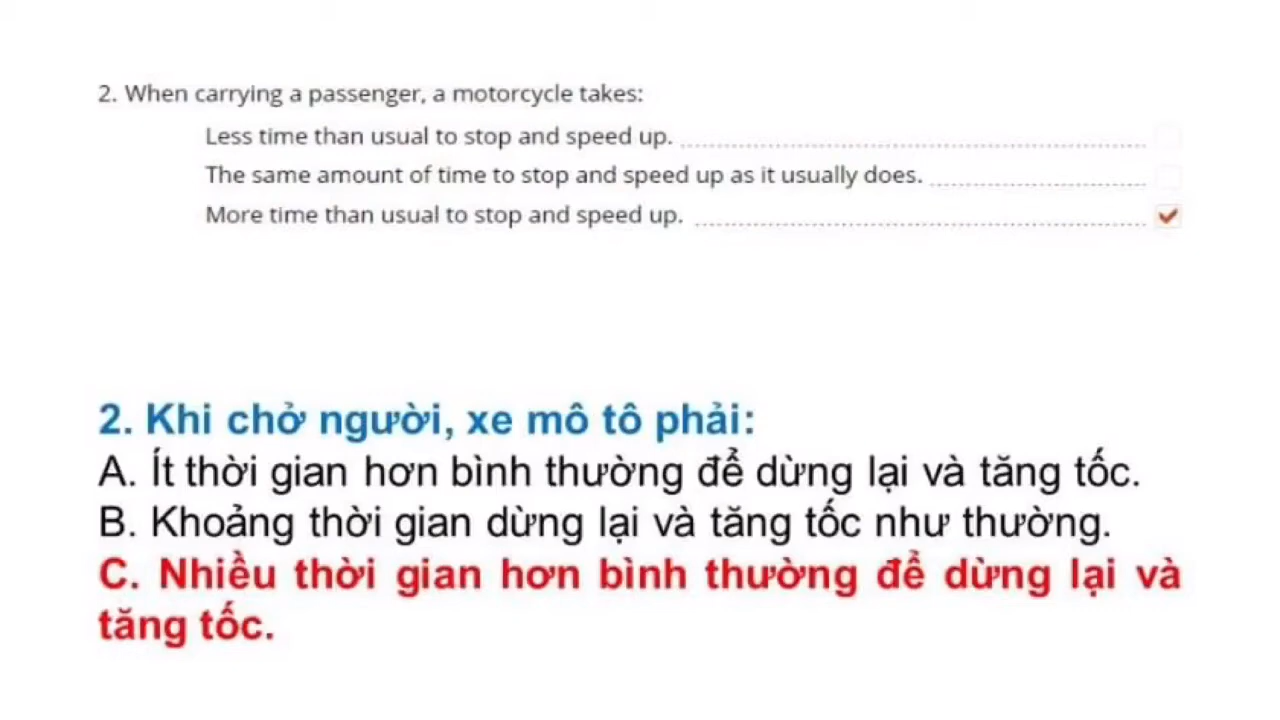 2. When carrying a passenger, a motorcycle takes:
Less time than usual to stop and speed up.
The same amount of time to stop and speed up as it usually does.
More time than usual to stop and speed up.
2. Khi chở người, xe mô tô phải:
A. Ít thời gian hơn bình thường để dừng lại và tăng tốc.
B. Khoảng thời gian dừng lại và tăng tốc như thường.
C. Nhiều thời gian hơn bình thường để dừng lại và
tăng tốc.